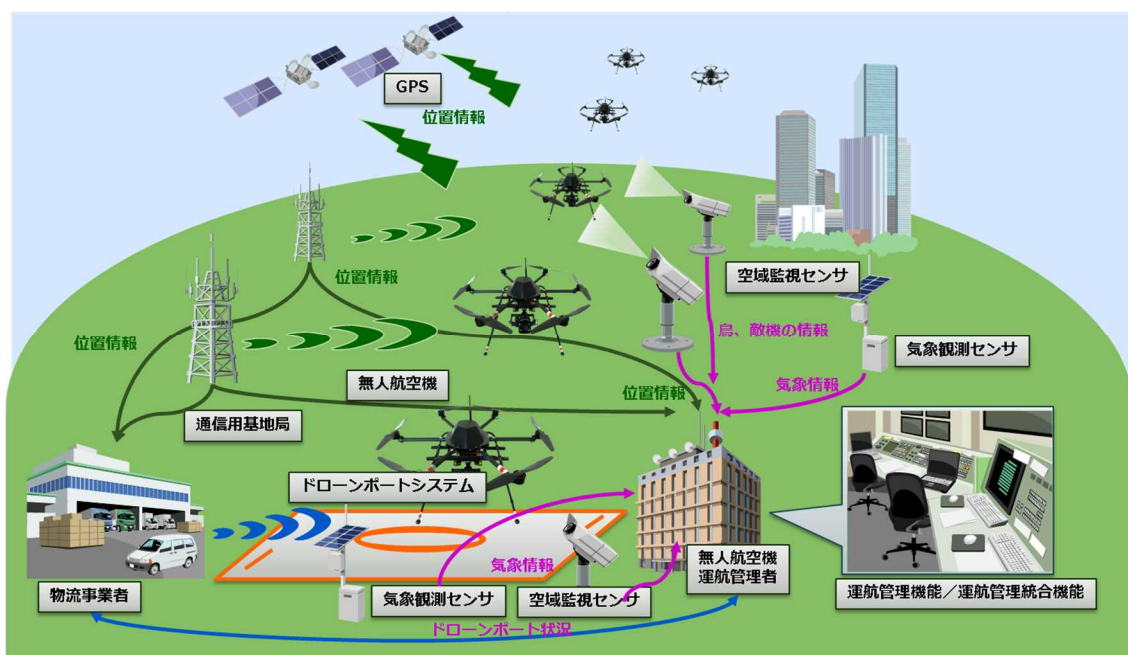 GPS
位置情報
位置情報
位置情報
空域監視センサ
位置情報
鳥、敵機の情報
気象観測センサ
無人航空機
気象情報
位置情報
通信用基地局
ドローンポートシステム
気象情報
無人航空機
運航管理者
物流事業者
気象観測センサ
空域監視センサ
運航管理機能／運航管理統合機能
ドローンポート状況